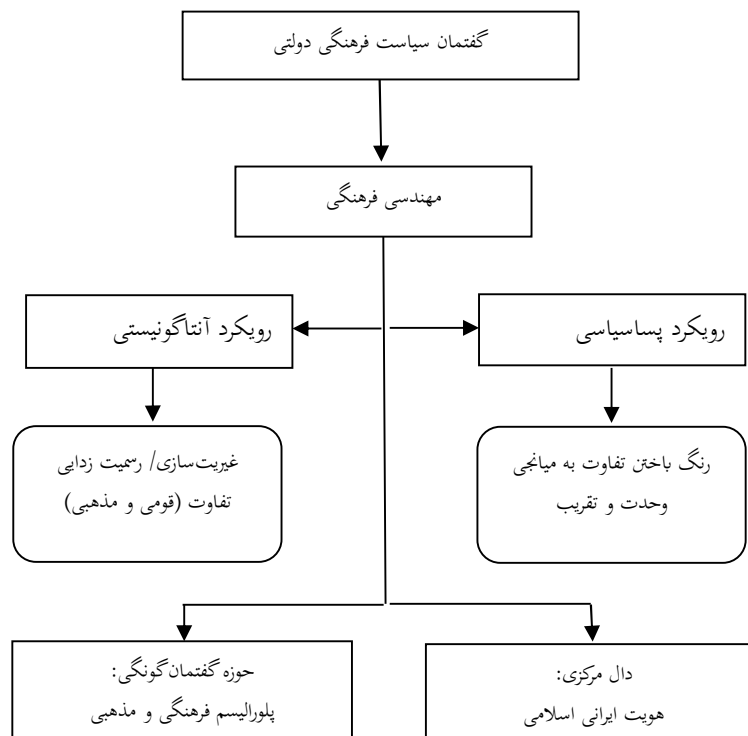 گفتمان سیاست فرهنگی دولتی
مهندسی فرهنگی
رویکرد پساسیاسی
رویکرد آنتاگونیستی
رنگ باختن تفاوت به میانجی
وحدت و تقریب
غیریت‌سازی/ رسمیت زدایی
تفاوت (قومی و مذهبی)
دال مرکزی:
هویت ایرانی اسلامی
حوزه گفتمان‌گونگی:
پلورالیسم فرهنگی و مذهبی